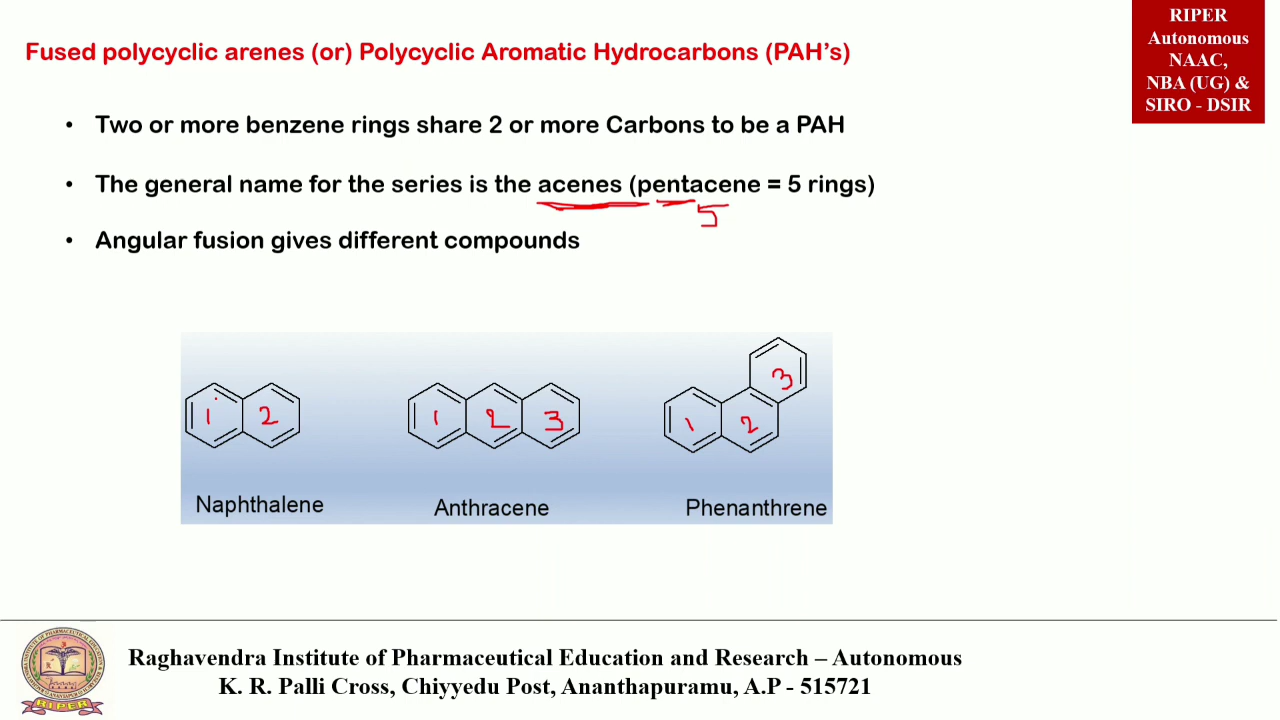 Fused polycyclic arenes (or) Polycyclic Aromatic Hydrocarbons (PAH's)
RIPER
Autonomous
NAAC,
NBA (UG) &
SIRO - DSIR
• Two or more benzene rings share 2 or more Carbons to be a PAH
• The general name for the series is the acenes (pentacene = 5 rings)
5
• Angular fusion gives different compounds
3
1 2 1 2 3 1 2
Naphthalene Anthracene Phenanthrene
Raghavendra Institute of Pharmaceutical Education and Research – Autonomous
K. R. Palli Cross, Chiyyedu Post, Ananthapuramu, A.P - 515721
RIPER